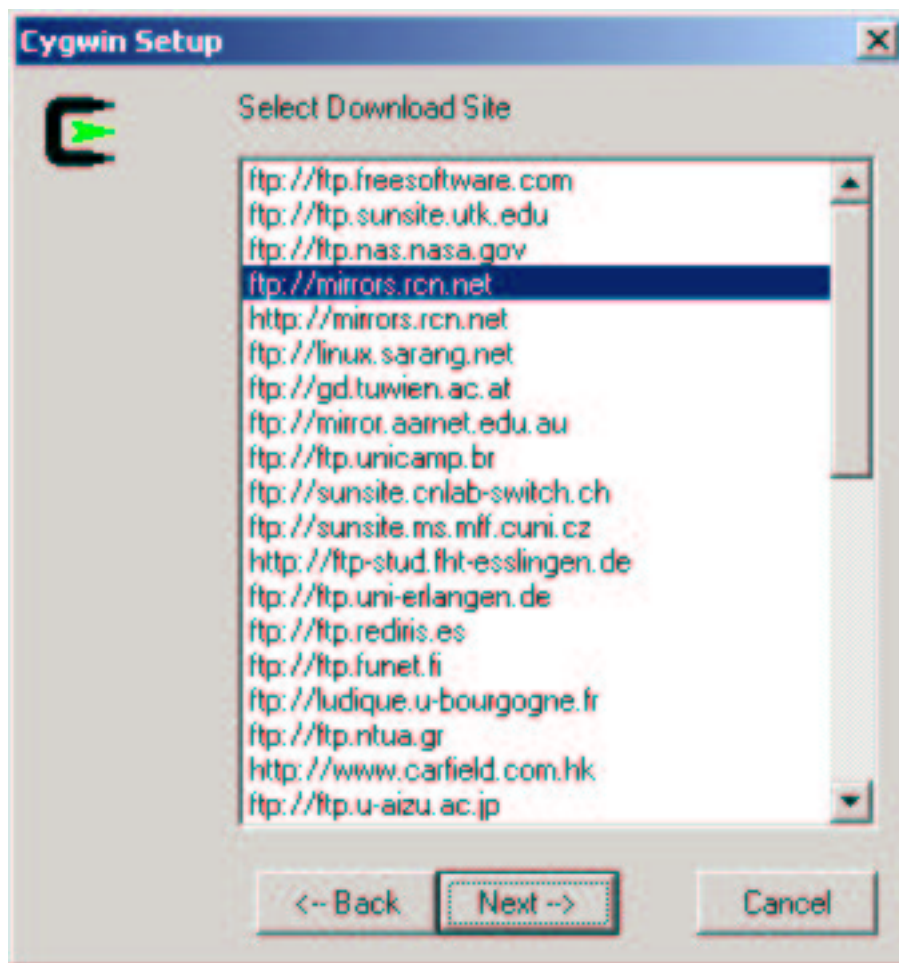 Cygwin Setup
Select Download Site
ftp://ftp.freesoftware.com
ftp://ftp.sunsite.utk.edu
ftp://ftp.nas.nasa.gov
ftp://mirrors.rcn.net
http://mirrors.rcn.net
ftp://linux.sarang.net
ftp://gd.tuwien.ac.at
ftp://mirror.aarnet.edu.au
ftp://ftp.unicamp.br
ftp://sunsite.cnlab-switch.ch
ftp://sunsite.ms.mff.cuni.cz
http://ftp-stud.fht-esslingen.de
ftp://ftp.uni-erlangen.de
ftp://ftp.rediris.es
ftp://ftp.funet.fi
ftp://ludique.u-bourgogne.fr
ftp://ftp.ntua.gr
http://www.carfield.com.hk
ftp://ftp.u-aizu.ac.jp
<-- Back Next --> Cancel